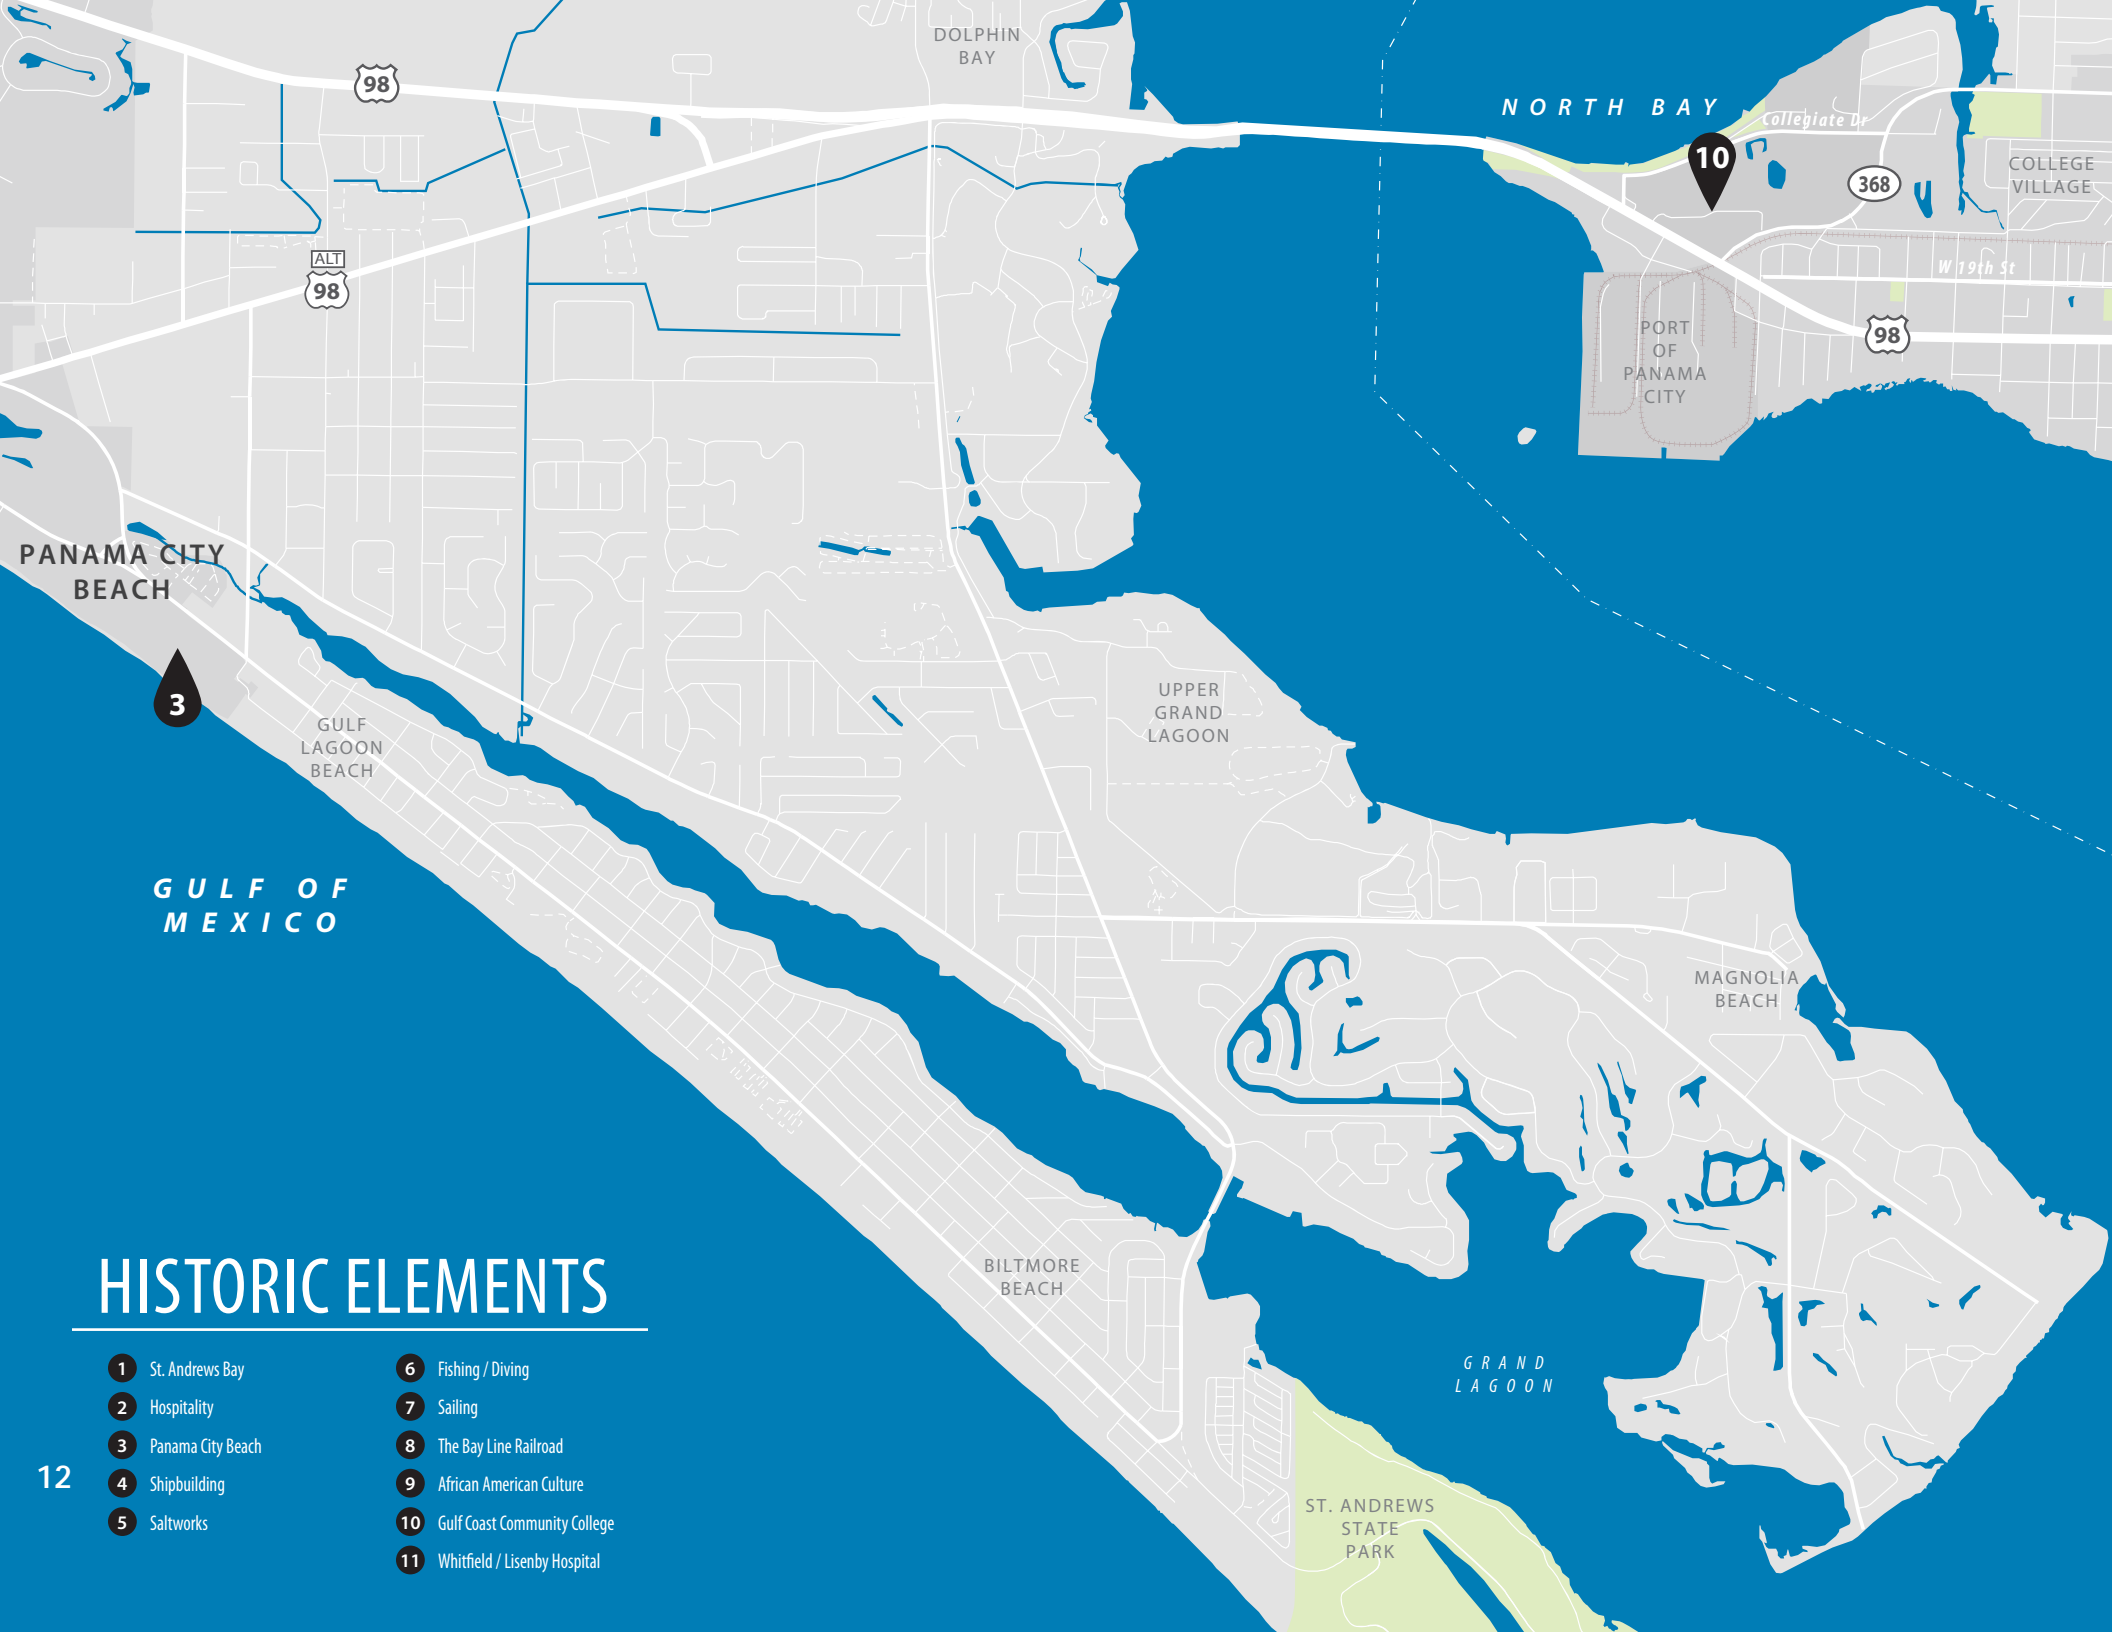 DOLPHIN
BAY
98
NORTH BAY
Collegiate Dr
10
368
COLLEGE
VILLAGE
ALT
98
W 19th St
PORT
OF
PANAMA
CITY
98
PANAMA CITY
BEACH
3
GULF
LAGOON
BEACH
UPPER
GRAND
LAGOON
GULF OF
MEXICO
MAGNOLIA
BEACH
BILTMORE
BEACH
GRAND
LAGOON
ST. ANDREWS
STATE
PARK
HISTORIC ELEMENTS
1 St. Andrews Bay
2 Hospitality
3 Panama City Beach
4 Shipbuilding
5 Saltworks
6 Fishing / Diving
7 Sailing
8 The Bay Line Railroad
9 African American Culture
10 Gulf Coast Community College
11 Whitfield / Lisenby Hospital
12